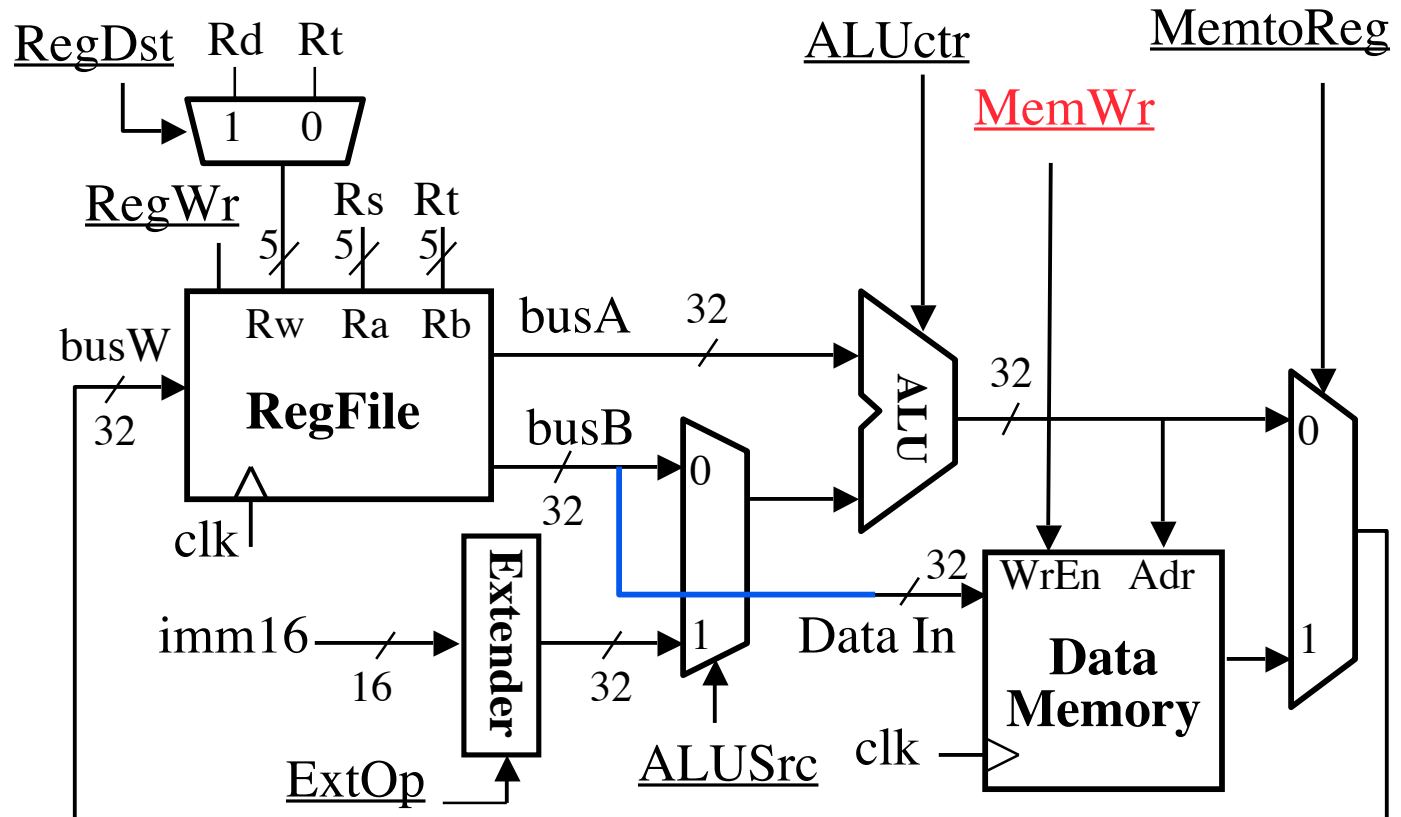 RegDst
Rd
Rt
ALUctr
MemtoReg
MemWr
1
0
RegWr
Rs
Rt
5
5
5
busW
32
Rw
Ra
Rb
RegFile
clk
busA
32
busB
32
0
1
ALU
32
0
1
imm16
16
Extender
32
ExtOp
ALUSrc
32
Data In
WrEn
Adr
Data
Memory
clk